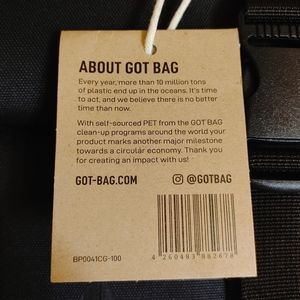 ABOUT GOT BAG
Every year, more than 10 million tons
of plastic end up in the oceans. It's time
to act, and we believe there is no better
time than now.
With self-sourced PET from the GOT BAG
clean-up programs around the world your
product marks another major milestone
towards a circular economy. Thank you
for creating an impact with us!
GOT-BAG.COM @GOTBAG
BP0041CG-100
4 260483 882678